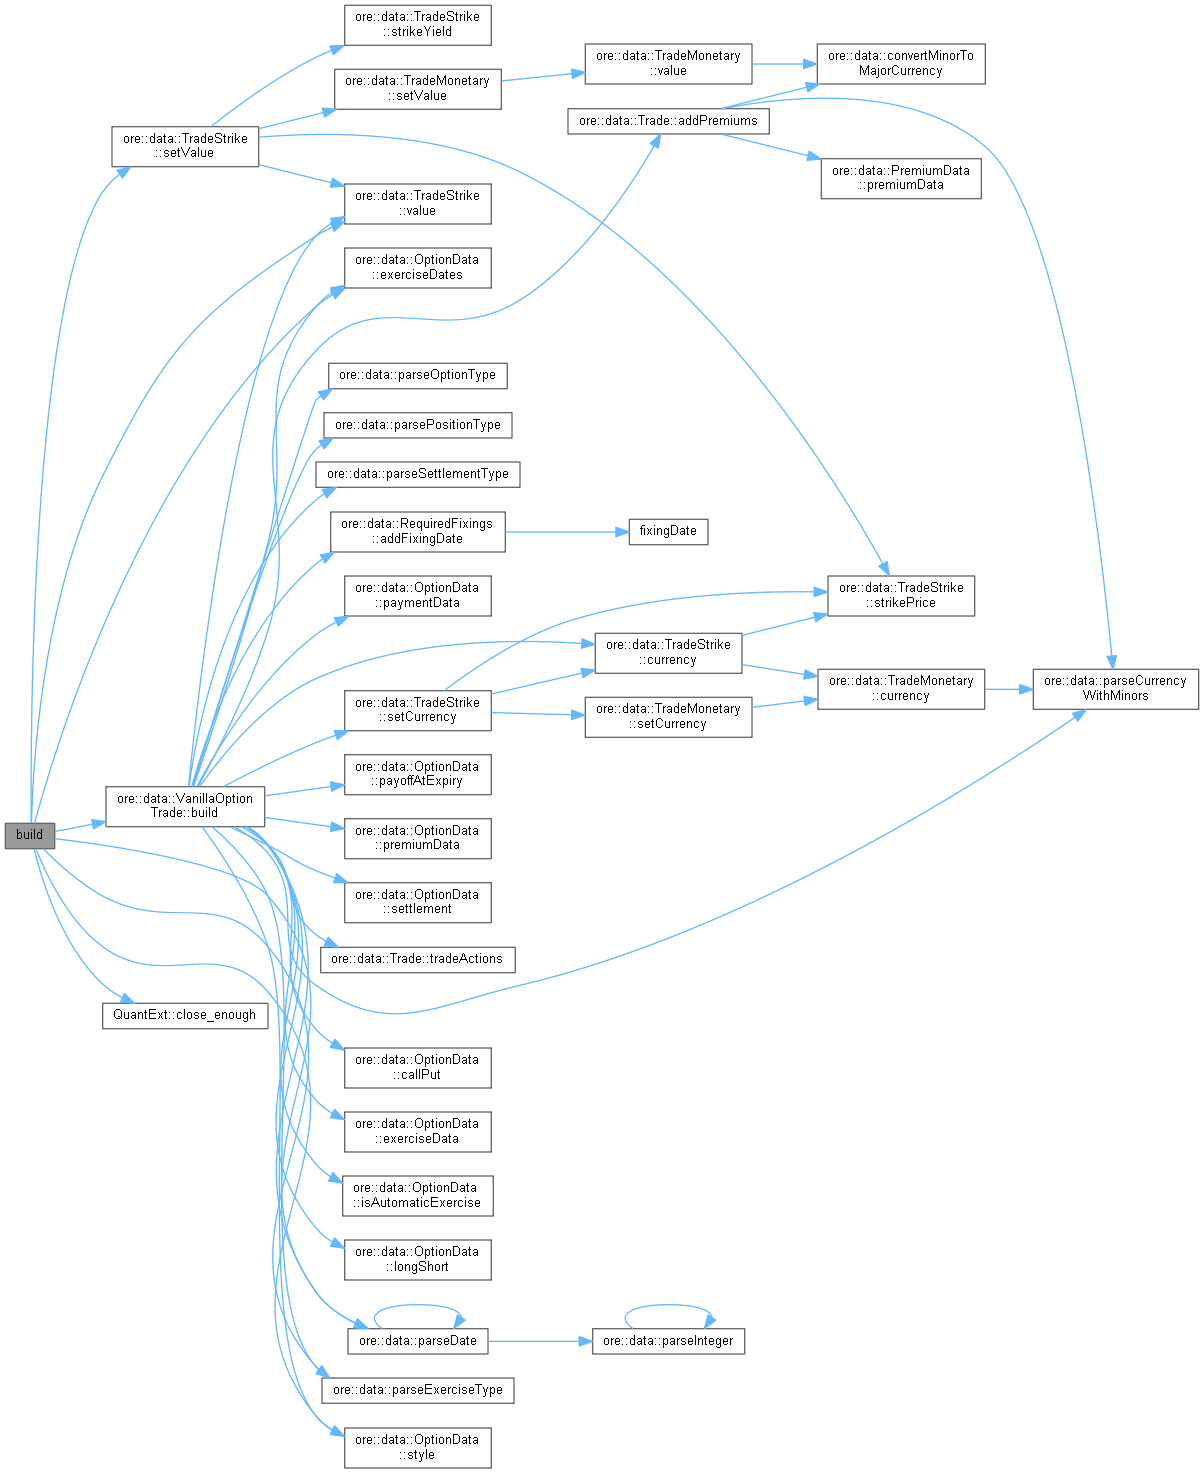 ore::data::TradeStrike
::strikeYield
ore::data::TradeMonetary
::value
ore::data::convertMinorTo
MajorCurrency
ore::data::TradeMonetary
::setValue
ore::data::Trade::addPremiums
ore::data::TradeStrike
::setValue
ore::data::PremiumData
::premiumData
ore::data::TradeStrike
::value
ore::data::OptionData
::exerciseDates
ore::data::parseOptionType
ore::data::parsePositionType
ore::data::parseSettlementType
ore::data::RequiredFixings
::addFixingDate
fixingDate
ore::data::OptionData
::paymentData
ore::data::TradeStrike
::strikePrice
ore::data::TradeStrike
::currency
ore::data::TradeMonetary
::currency
ore::data::parseCurrency
WithMinors
ore::data::TradeStrike
::setCurrency
ore::data::TradeMonetary
::setCurrency
ore::data::OptionData
::payoffAtExpiry
ore::data::VanillaOption
Trade::build
build
ore::data::OptionData
::premiumData
ore::data::OptionData
::settlement
ore::data::Trade::tradeActions
QuantExt::close_enough
ore::data::OptionData
::callPut
ore::data::OptionData
::exerciseData
ore::data::OptionData
::isAutomaticExercise
ore::data::OptionData
::longShort
ore::data::parseDate
ore::data::parseInteger
ore::data::parseExerciseType
ore::data::OptionData
::style